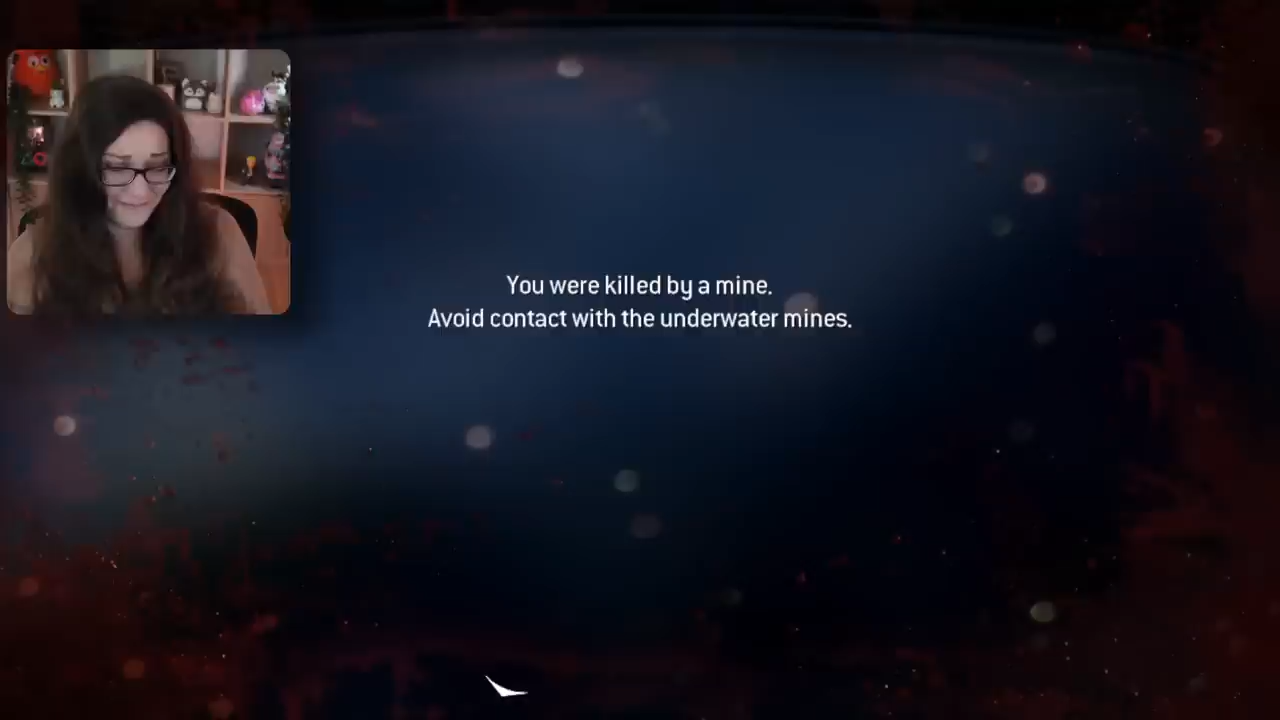 You were killed by a mine.
Avoid contact with the underwater mines.